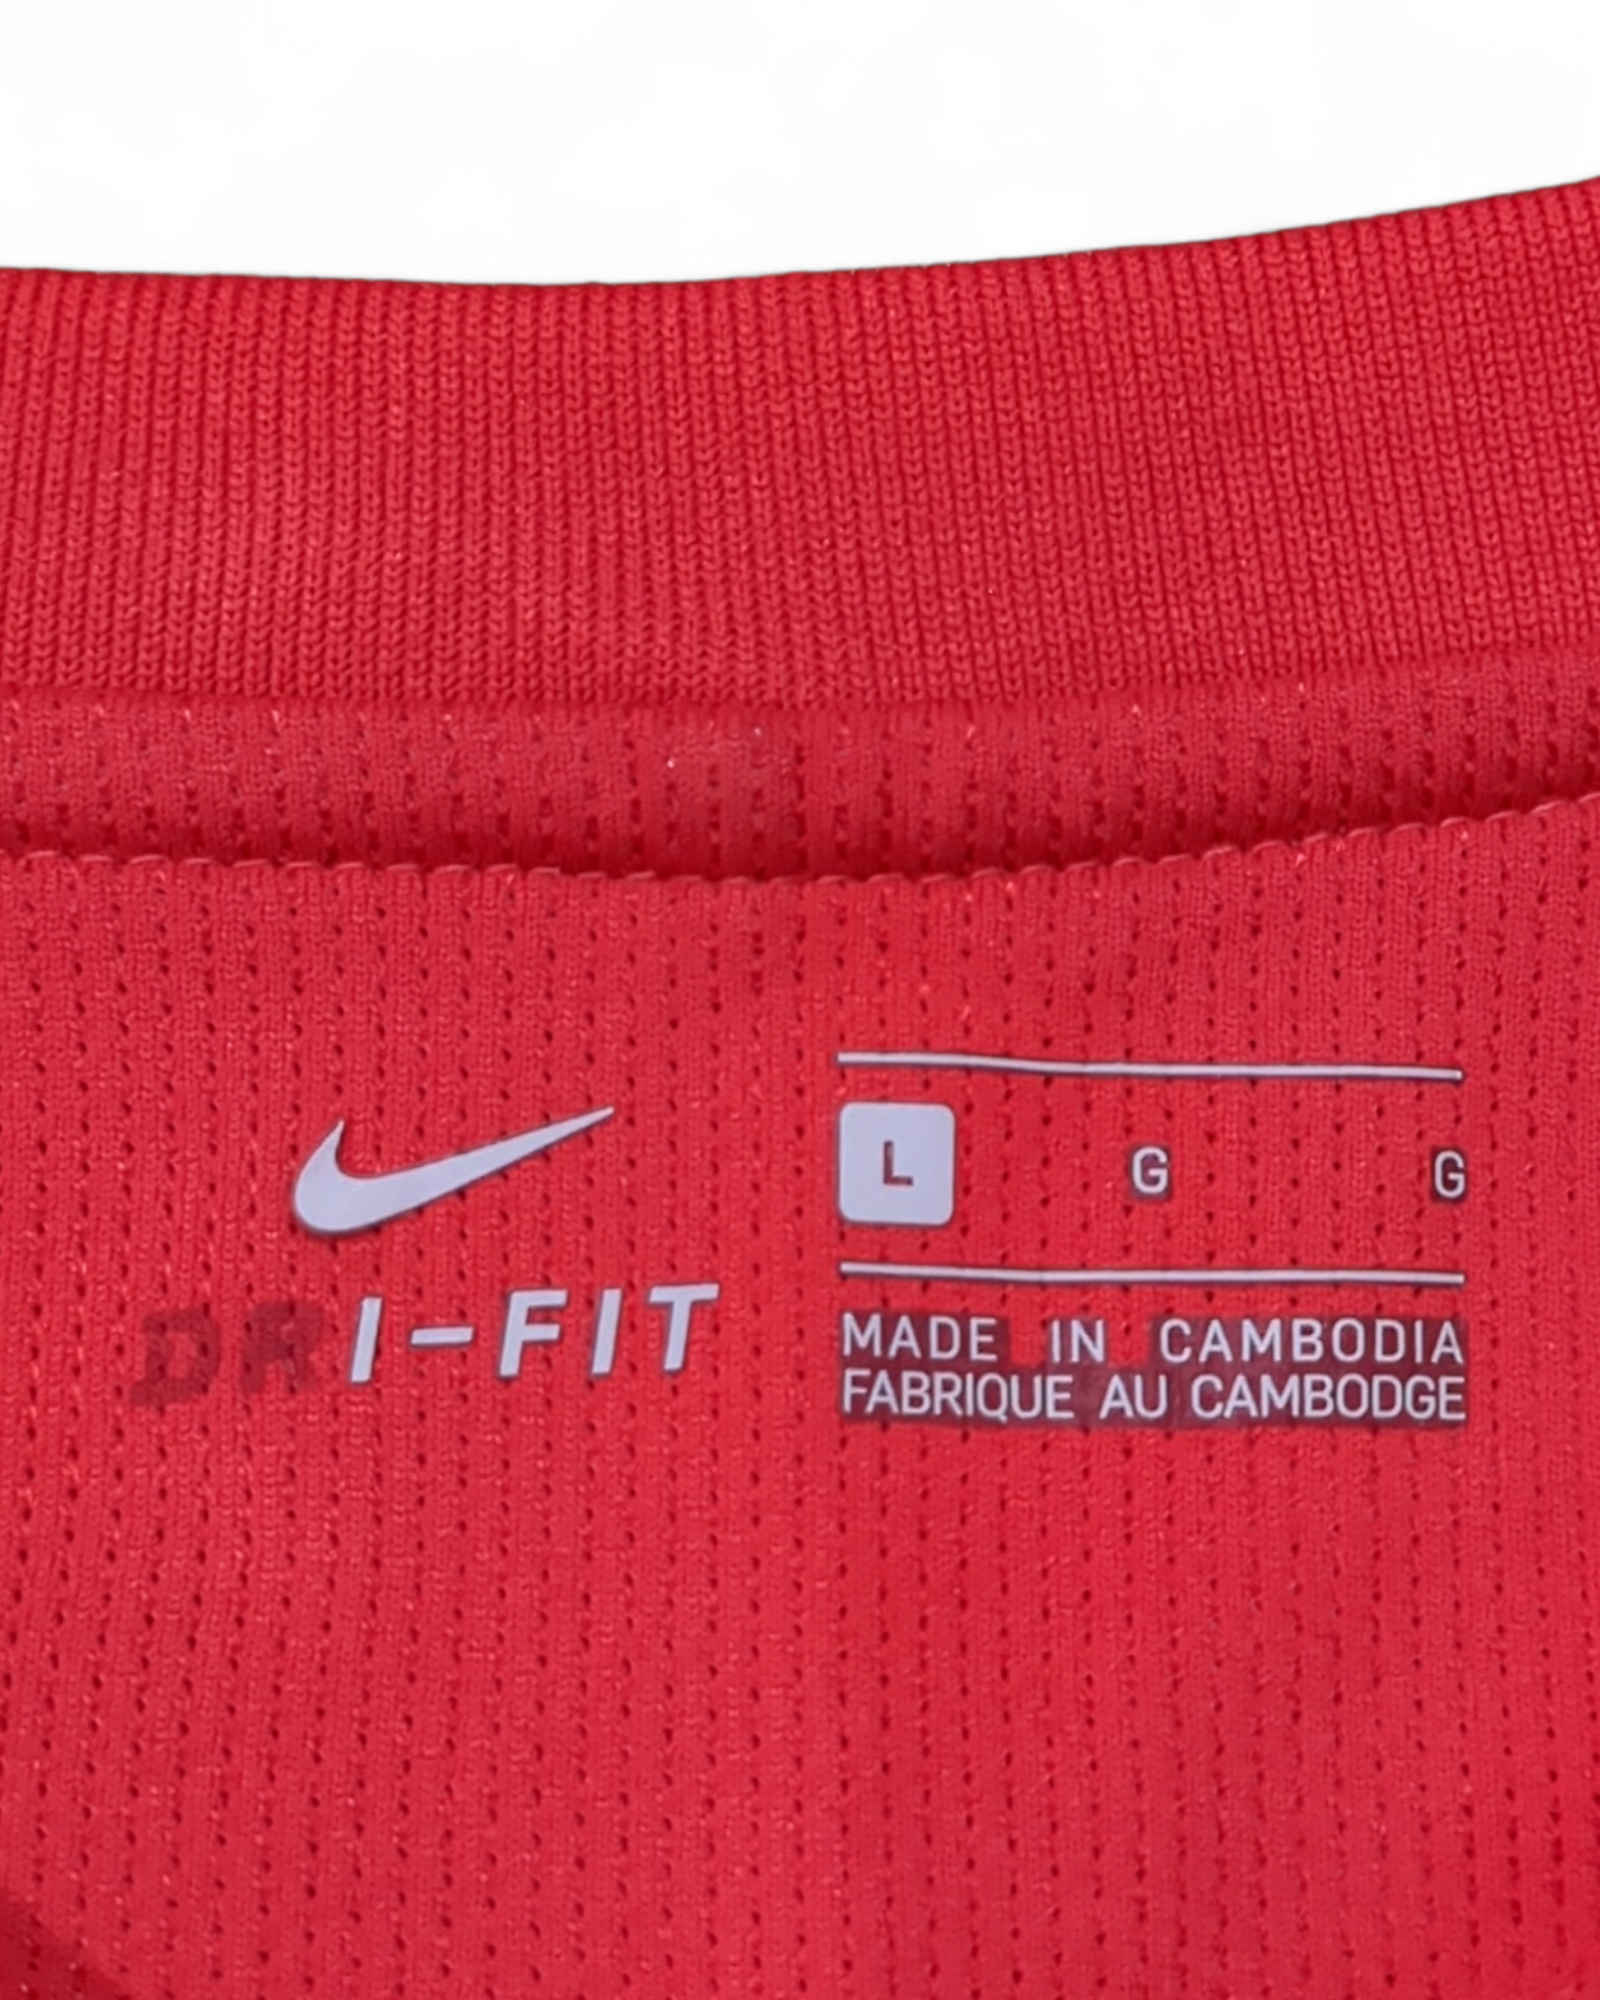 DRI-FIT
L G G
MADE IN CAMBODIA
FABRIQUE AU CAMBODGE